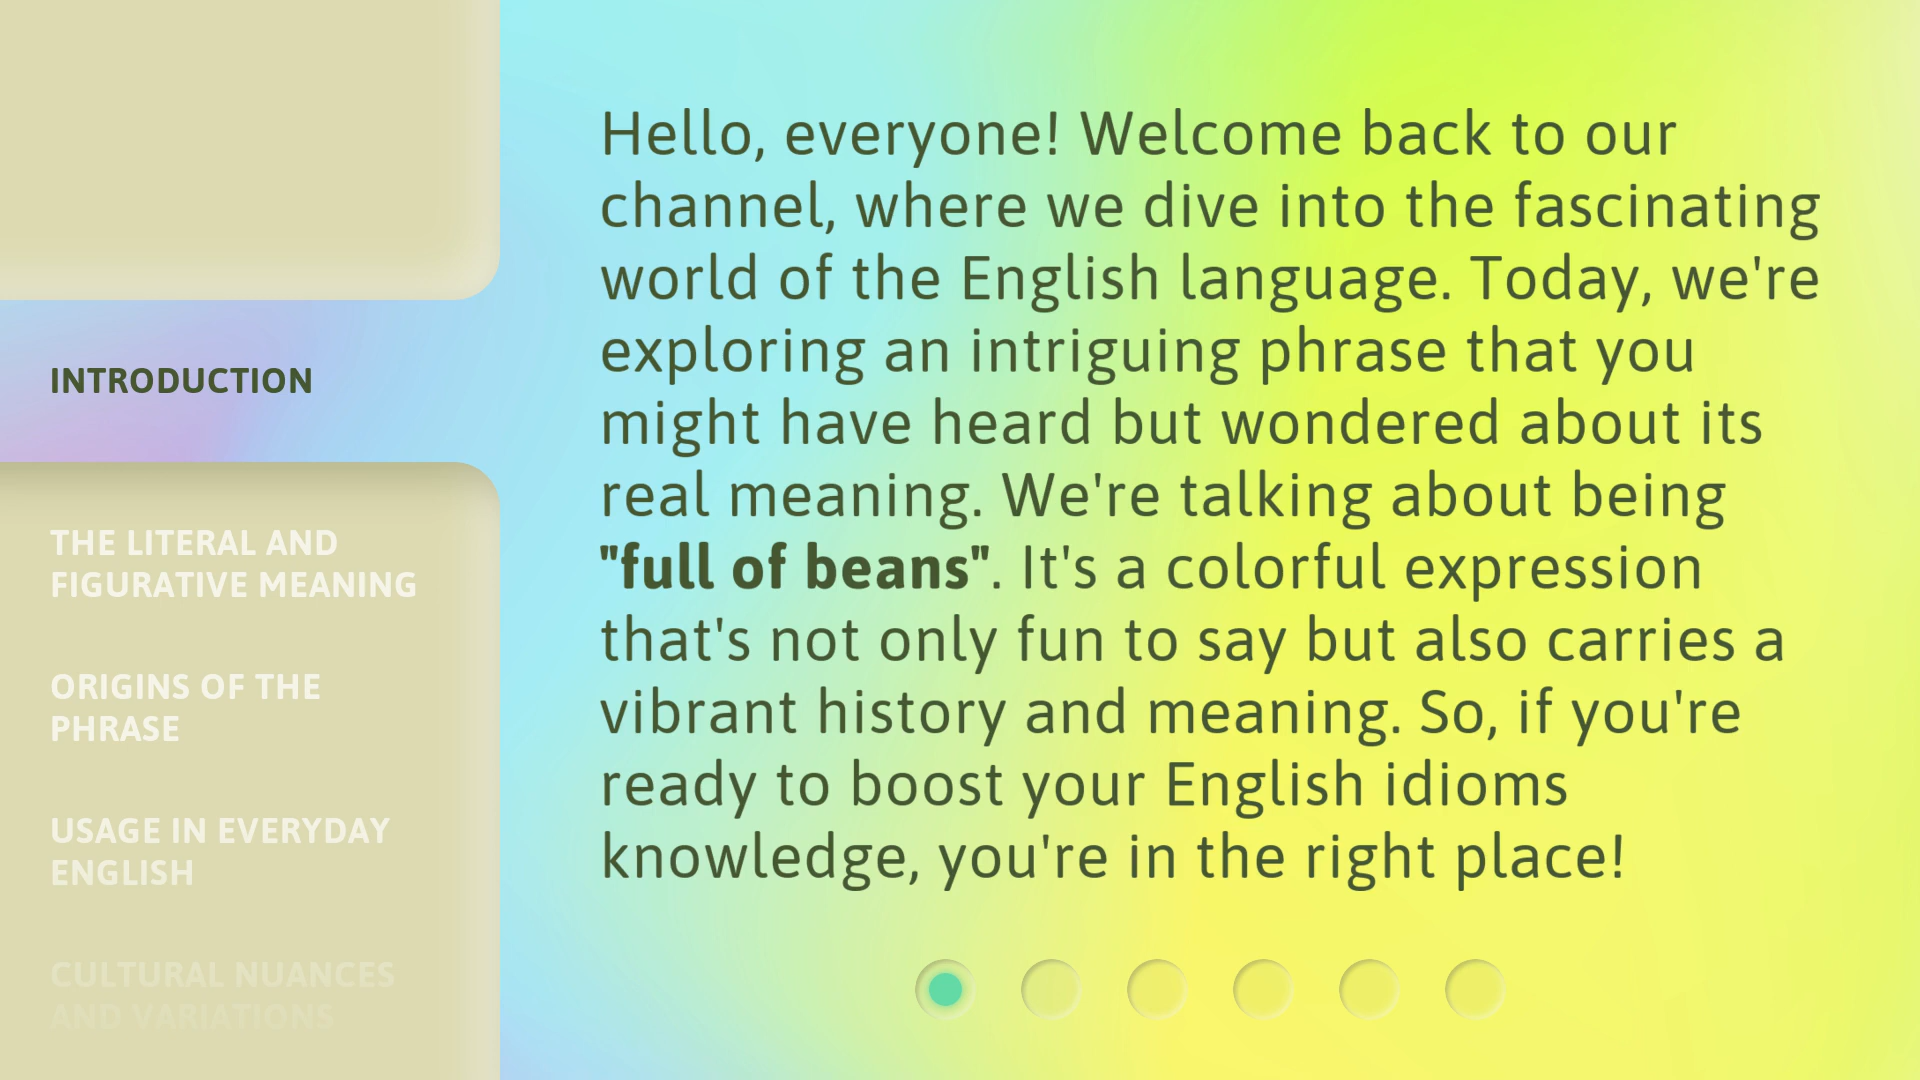 INTRODUCTION
THE LITERAL AND
FIGURATIVE MEANING
ORIGINS OF THE
PHRASE
USAGE IN EVERYDAY
ENGLISH
CULTURAL NUANCES
AND VARIATIONS
Hello, everyone! Welcome back to our
channel, where we dive into the fascinating
world of the English language. Today, we're
exploring an intriguing phrase that you
might have heard but wondered about its
real meaning. We're talking about being
"full of beans". It's a colorful expression
that's not only fun to say but also carries a
vibrant history and meaning. So, if you're
ready to boost your English idioms
knowledge, you're in the right place!